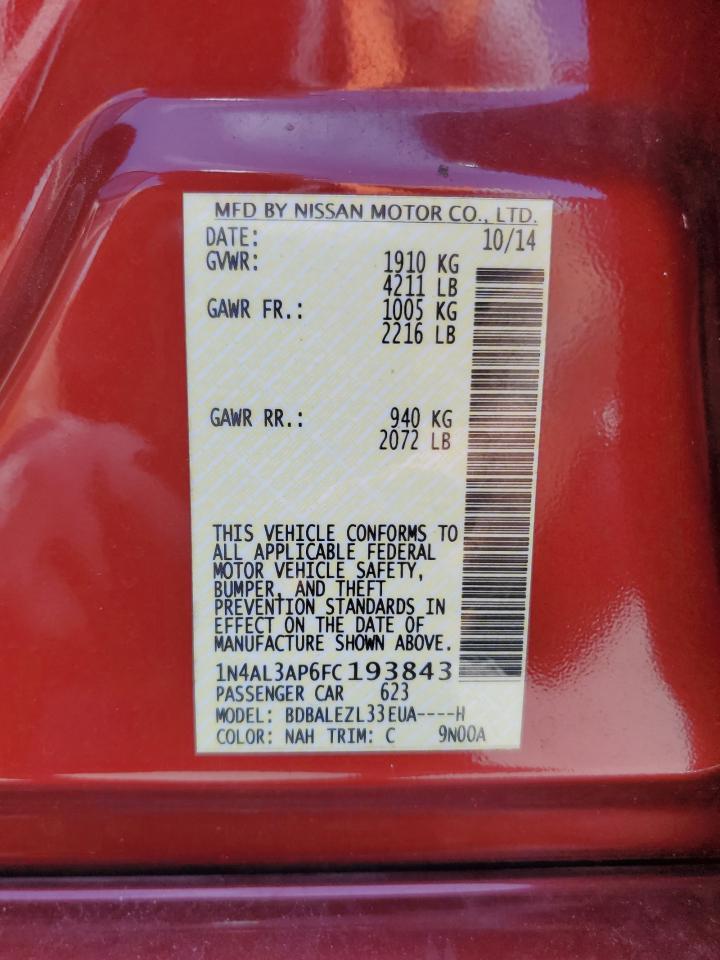 MFD BY NISSAN MOTOR CO., LTD.
DATE: 10/14
GVWR: 1910 KG
4211 LB
GAWR FR.: 1005 KG
2216 LB
GAWR RR.: 940 KG
2072 LB
THIS VEHICLE CONFORMS TO
ALL APPLICABLE FEDERAL
MOTOR VEHICLE SAFETY,
BUMPER, AND THEFT
PREVENTION STANDARDS IN
EFFECT ON THE DATE OF
MANUFACTURE SHOWN ABOVE.
1N4AL3AP6FC193843
PASSENGER CAR 623
MODEL: BDBALEZL33EUA----H
COLOR: NAH TRIM: C 9N00A